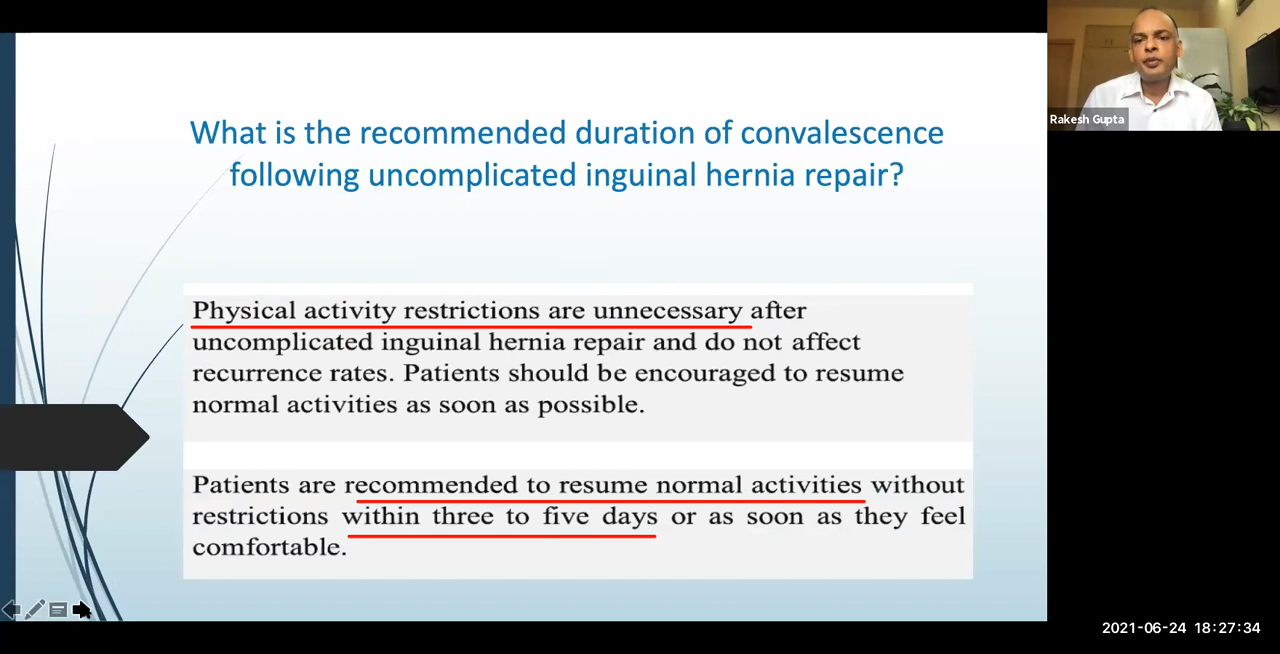 What is the recommended duration of convalescence
following uncomplicated inguinal hernia repair?
Physical activity restrictions are unnecessary after
uncomplicated inguinal hernia repair and do not affect
recurrence rates. Patients should be encouraged to resume
normal activities as soon as possible.
Patients are recommended to resume normal activities without
restrictions within three to five days or as soon as they feel
comfortable.
Rakesh Gupta
2021-06-24 18:27:34